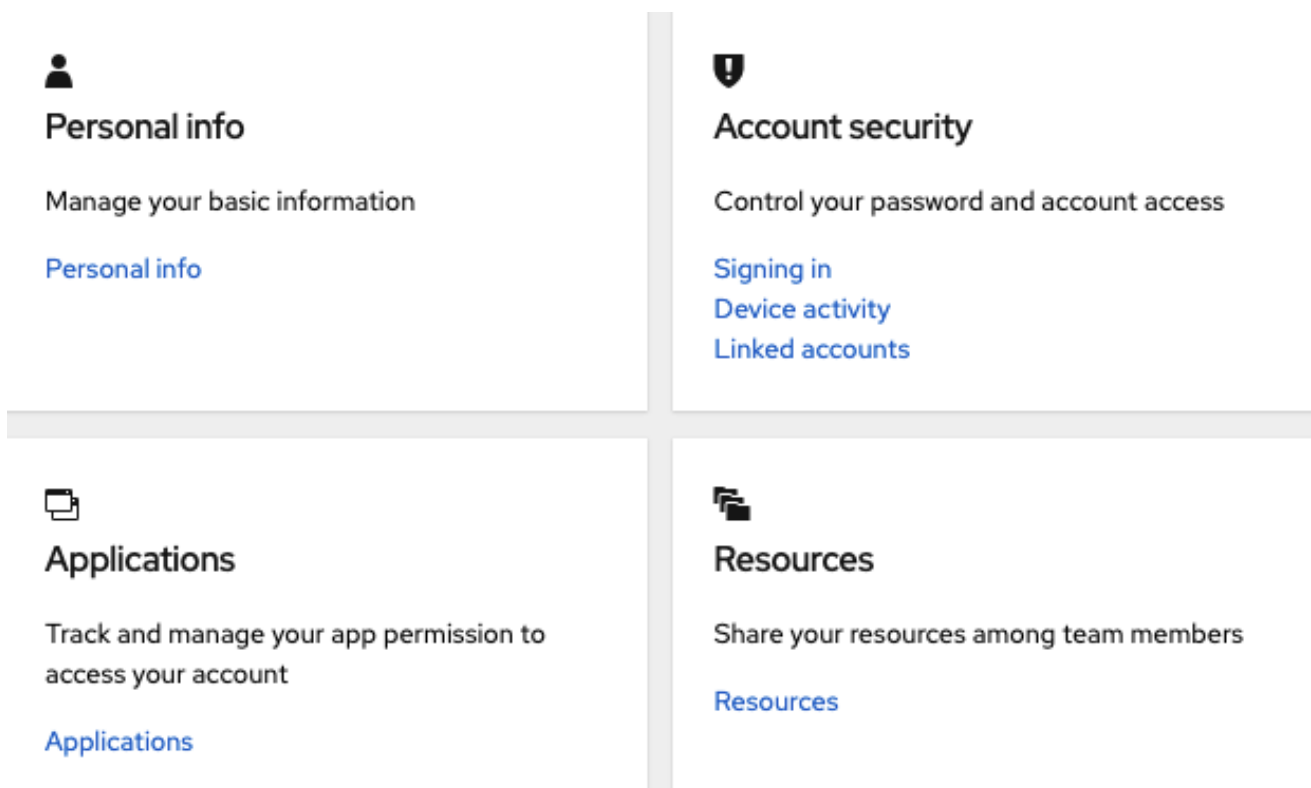 Personal info
Manage your basic information
Personal info
Account security
Control your password and account access
Signing in
Device activity
Linked accounts
Applications
Track and manage your app permission to
access your account
Applications
Resources
Share your resources among team members
Resources